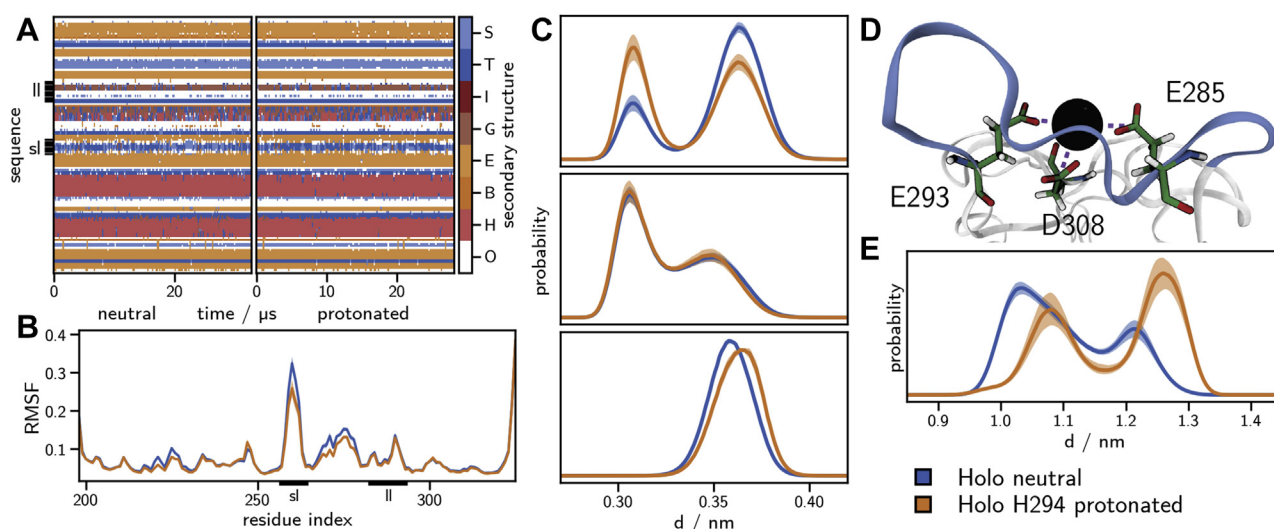 A
sequence
ll
sl
0
20
0
20
neutral
time / µs
protonated
S
T
I
G
E
B
H
O
secondary structure
B
RMSF
0.4
0.3
0.2
0.1
200
250
300
sl
ll
residue index
C
probability
0.30
0.35
0.40
d / nm
D
E285
E293
D308
E
probability
0.9
1.0
1.1
1.2
1.3
1.4
d / nm
Holo neutral
Holo H294 protonated